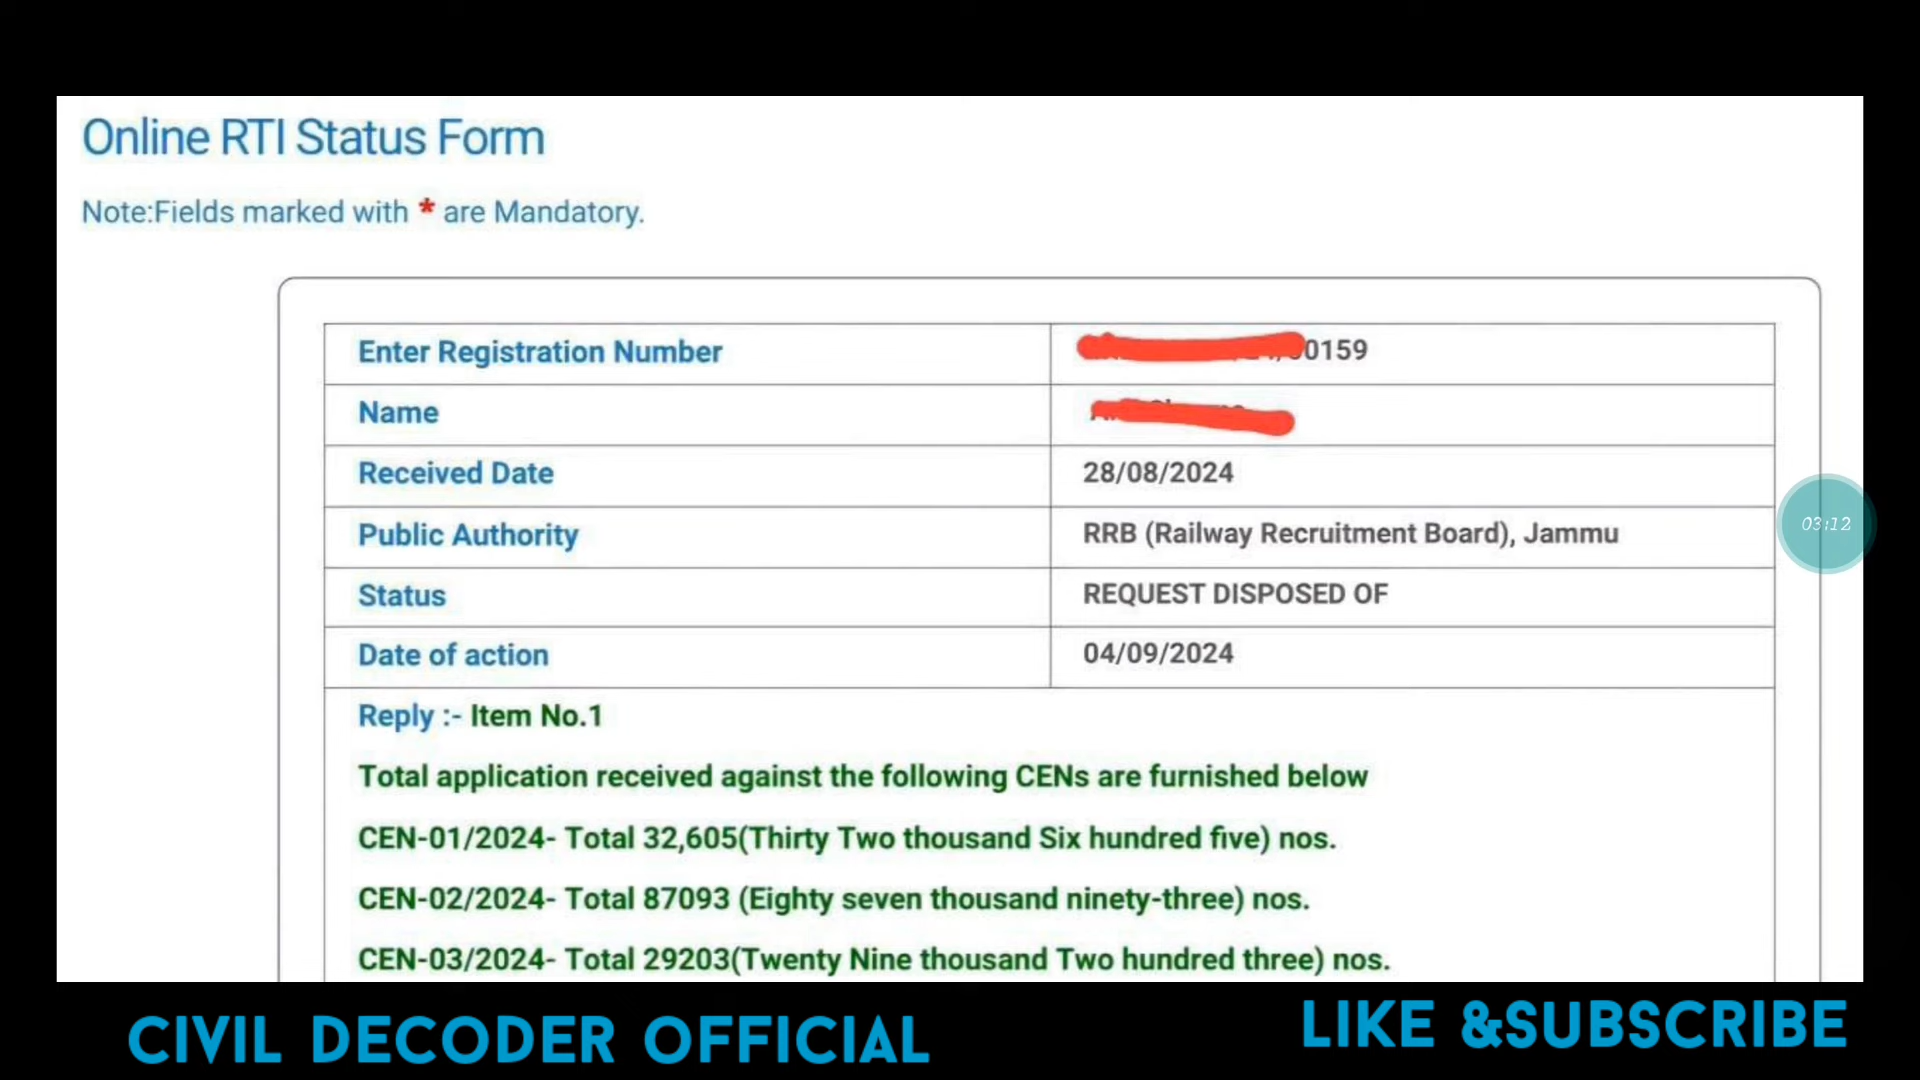 Online RTI Status Form
Note:Fields marked with * are Mandatory.
Enter Registration Number 0159
Name
Received Date 28/08/2024
Public Authority RRB (Railway Recruitment Board), Jammu
Status REQUEST DISPOSED OF
Date of action 04/09/2024
Reply :- Item No.1
Total application received against the following CENs are furnished below
CEN-01/2024- Total 32,605(Thirty Two thousand Six hundred five) nos.
CEN-02/2024- Total 87093 (Eighty seven thousand ninety-three) nos.
CEN-03/2024- Total 29203(Twenty Nine thousand Two hundred three) nos.
03:12
CIVIL DECODER OFFICIAL
LIKE &SUBSCRIBE